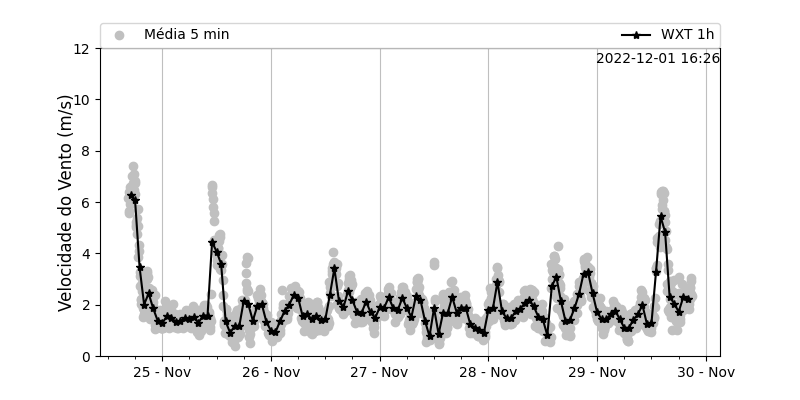 Média 5 min
WXT 1h
2022-12-01 16:26
Velocidade do Vento (m/s)
12
10
8
6
4
2
0
25 - Nov
26 - Nov
27 - Nov
28 - Nov
29 - Nov
30 - Nov